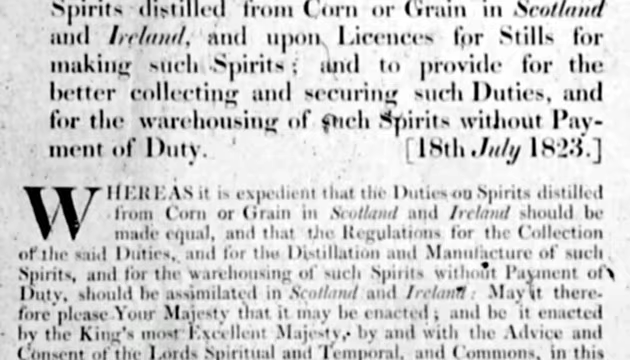 Spirits distilled from Corn or Grain in Scotland
and Ireland, and upon Licences for Stills for
making such Spirits; and to provide for the
better collecting and securing such Duties, and
for the warehousing of such Spirits without Pay-
ment of Duty. [18th July 1823.]
WHEREAS it is expedient that the Duties on Spirits distilled
from Corn or Grain in Scotland and Ireland should be
made equal, and that the Regulations for the Collection
of the said Duties, and for the Distillation and Manufacture of such
Spirits, and for the warehousing of such Spirits without Payment of
Duty, should be assimilated in Scotland and Ireland: May it there-
fore please Your Majesty that it may be enacted; and be it enacted
by the King's most Excellent Majesty, by and with the Advice and
Consent of the Lords Spiritual and Temporal, and Commons, in this